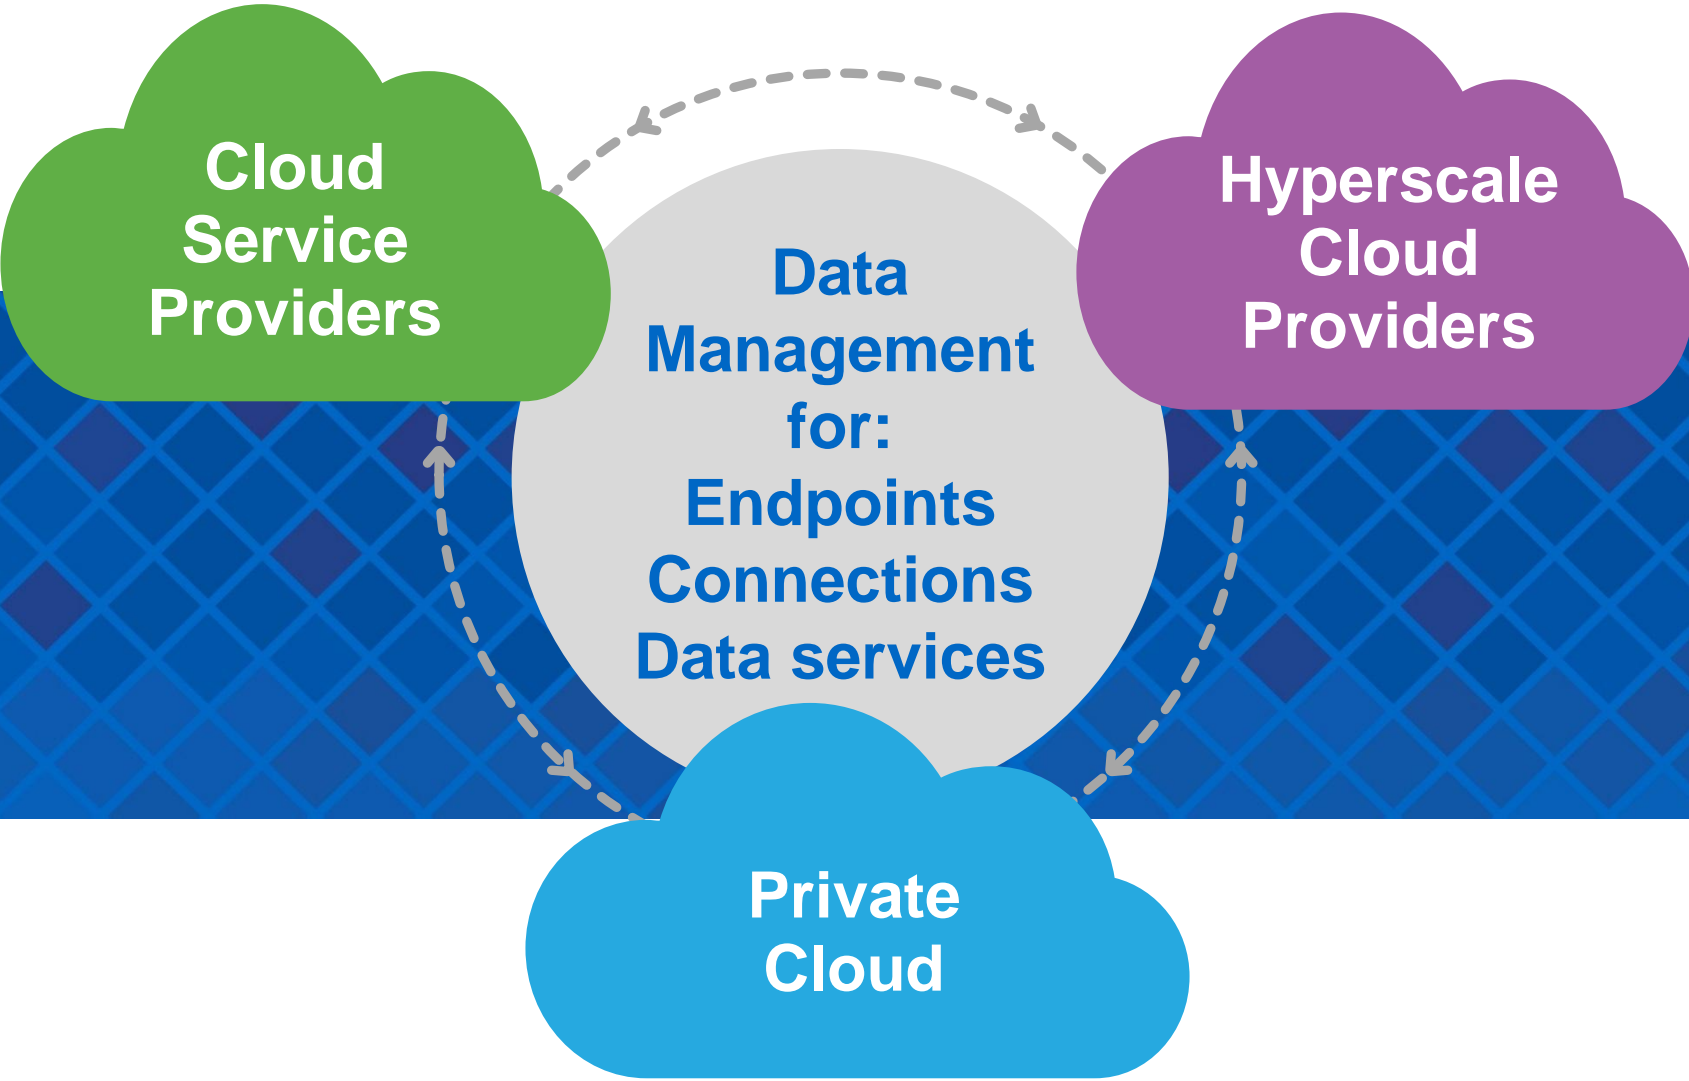 Cloud
Service
Providers
Hyperscale
Cloud
Providers
Data
Management
for:
Endpoints
Connections
Data services
Private
Cloud